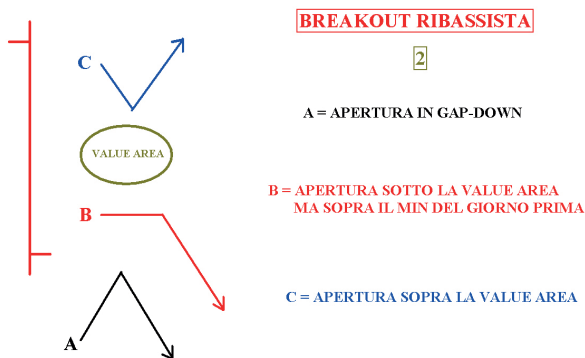 BREAKOUT RIBASSISTA
2
C
A = APERTURA IN GAP-DOWN
VALUE AREA
B = APERTURA SOTTO LA VALUE AREA
MA SOPRA IL MIN DEL GIORNO PRIMA
B
C = APERTURA SOPRA LA VALUE AREA
A